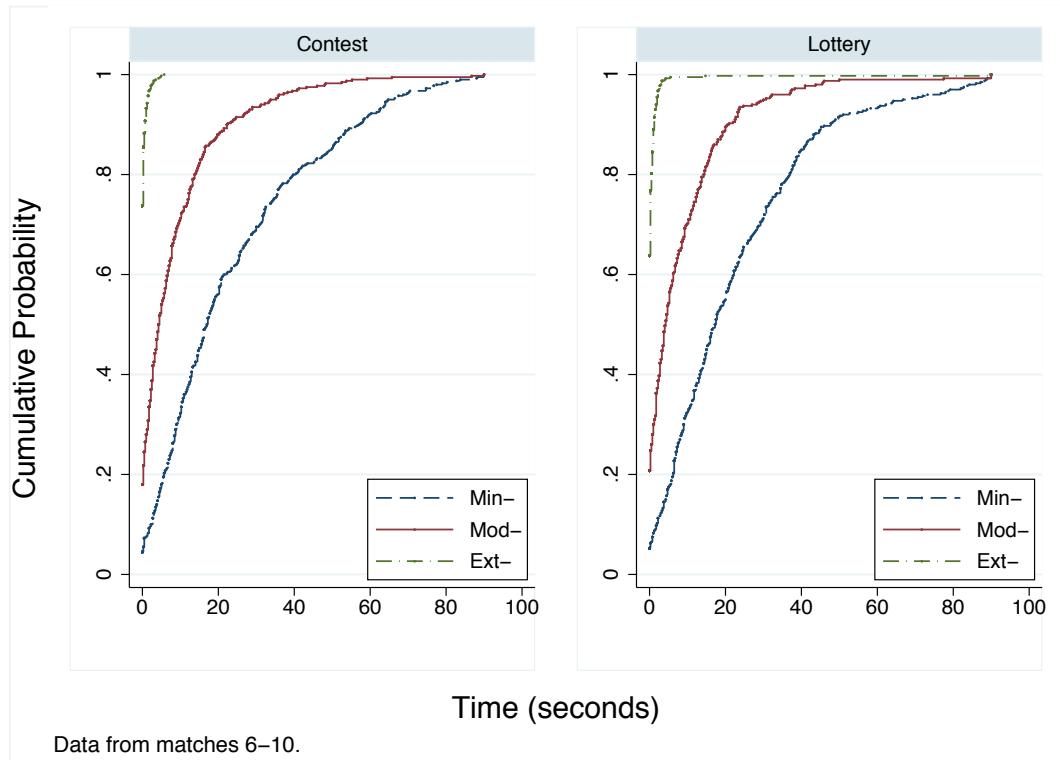 Contest
Lottery
Cumulative Probability
1
.8
.6
.4
.2
0
0 20 40 60 80 100
Min–
Mod–
Ext–
1
.8
.6
.4
.2
0
0 20 40 60 80 100
Min–
Mod–
Ext–
Time (seconds)
Data from matches 6–10.